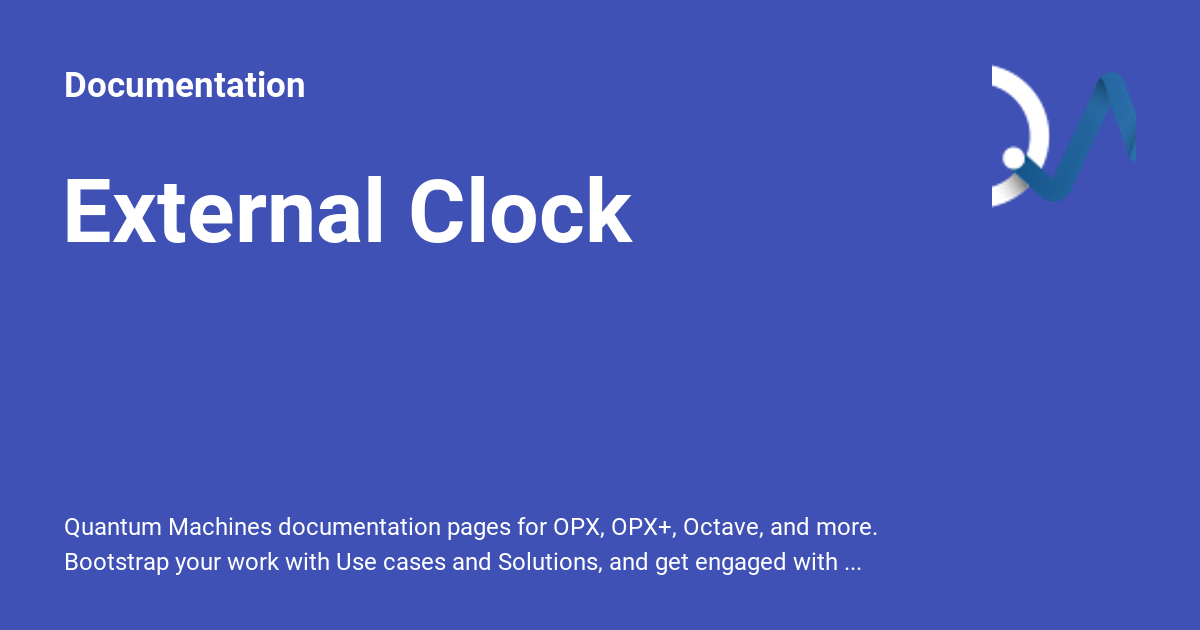 Documentation
External Clock
Quantum Machines documentation pages for OPX, OPX+, Octave, and more.
Bootstrap your work with Use cases and Solutions, and get engaged with ...